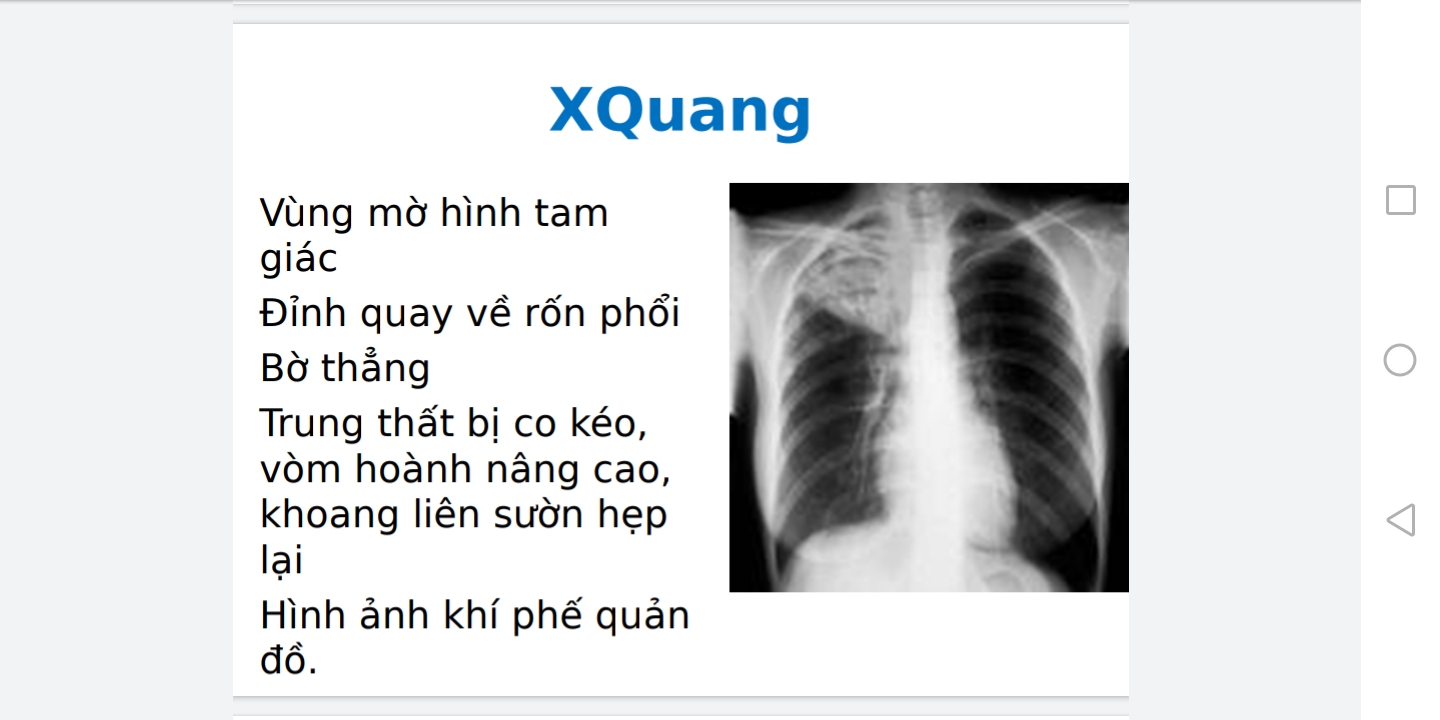 XQuang
Vùng mờ hình tam
giác
Đỉnh quay về rốn phổi
Bờ thẳng
Trung thất bị co kéo,
vòm hoành nâng cao,
khoang liên sườn hẹp
lại
Hình ảnh khí phế quản
đồ.